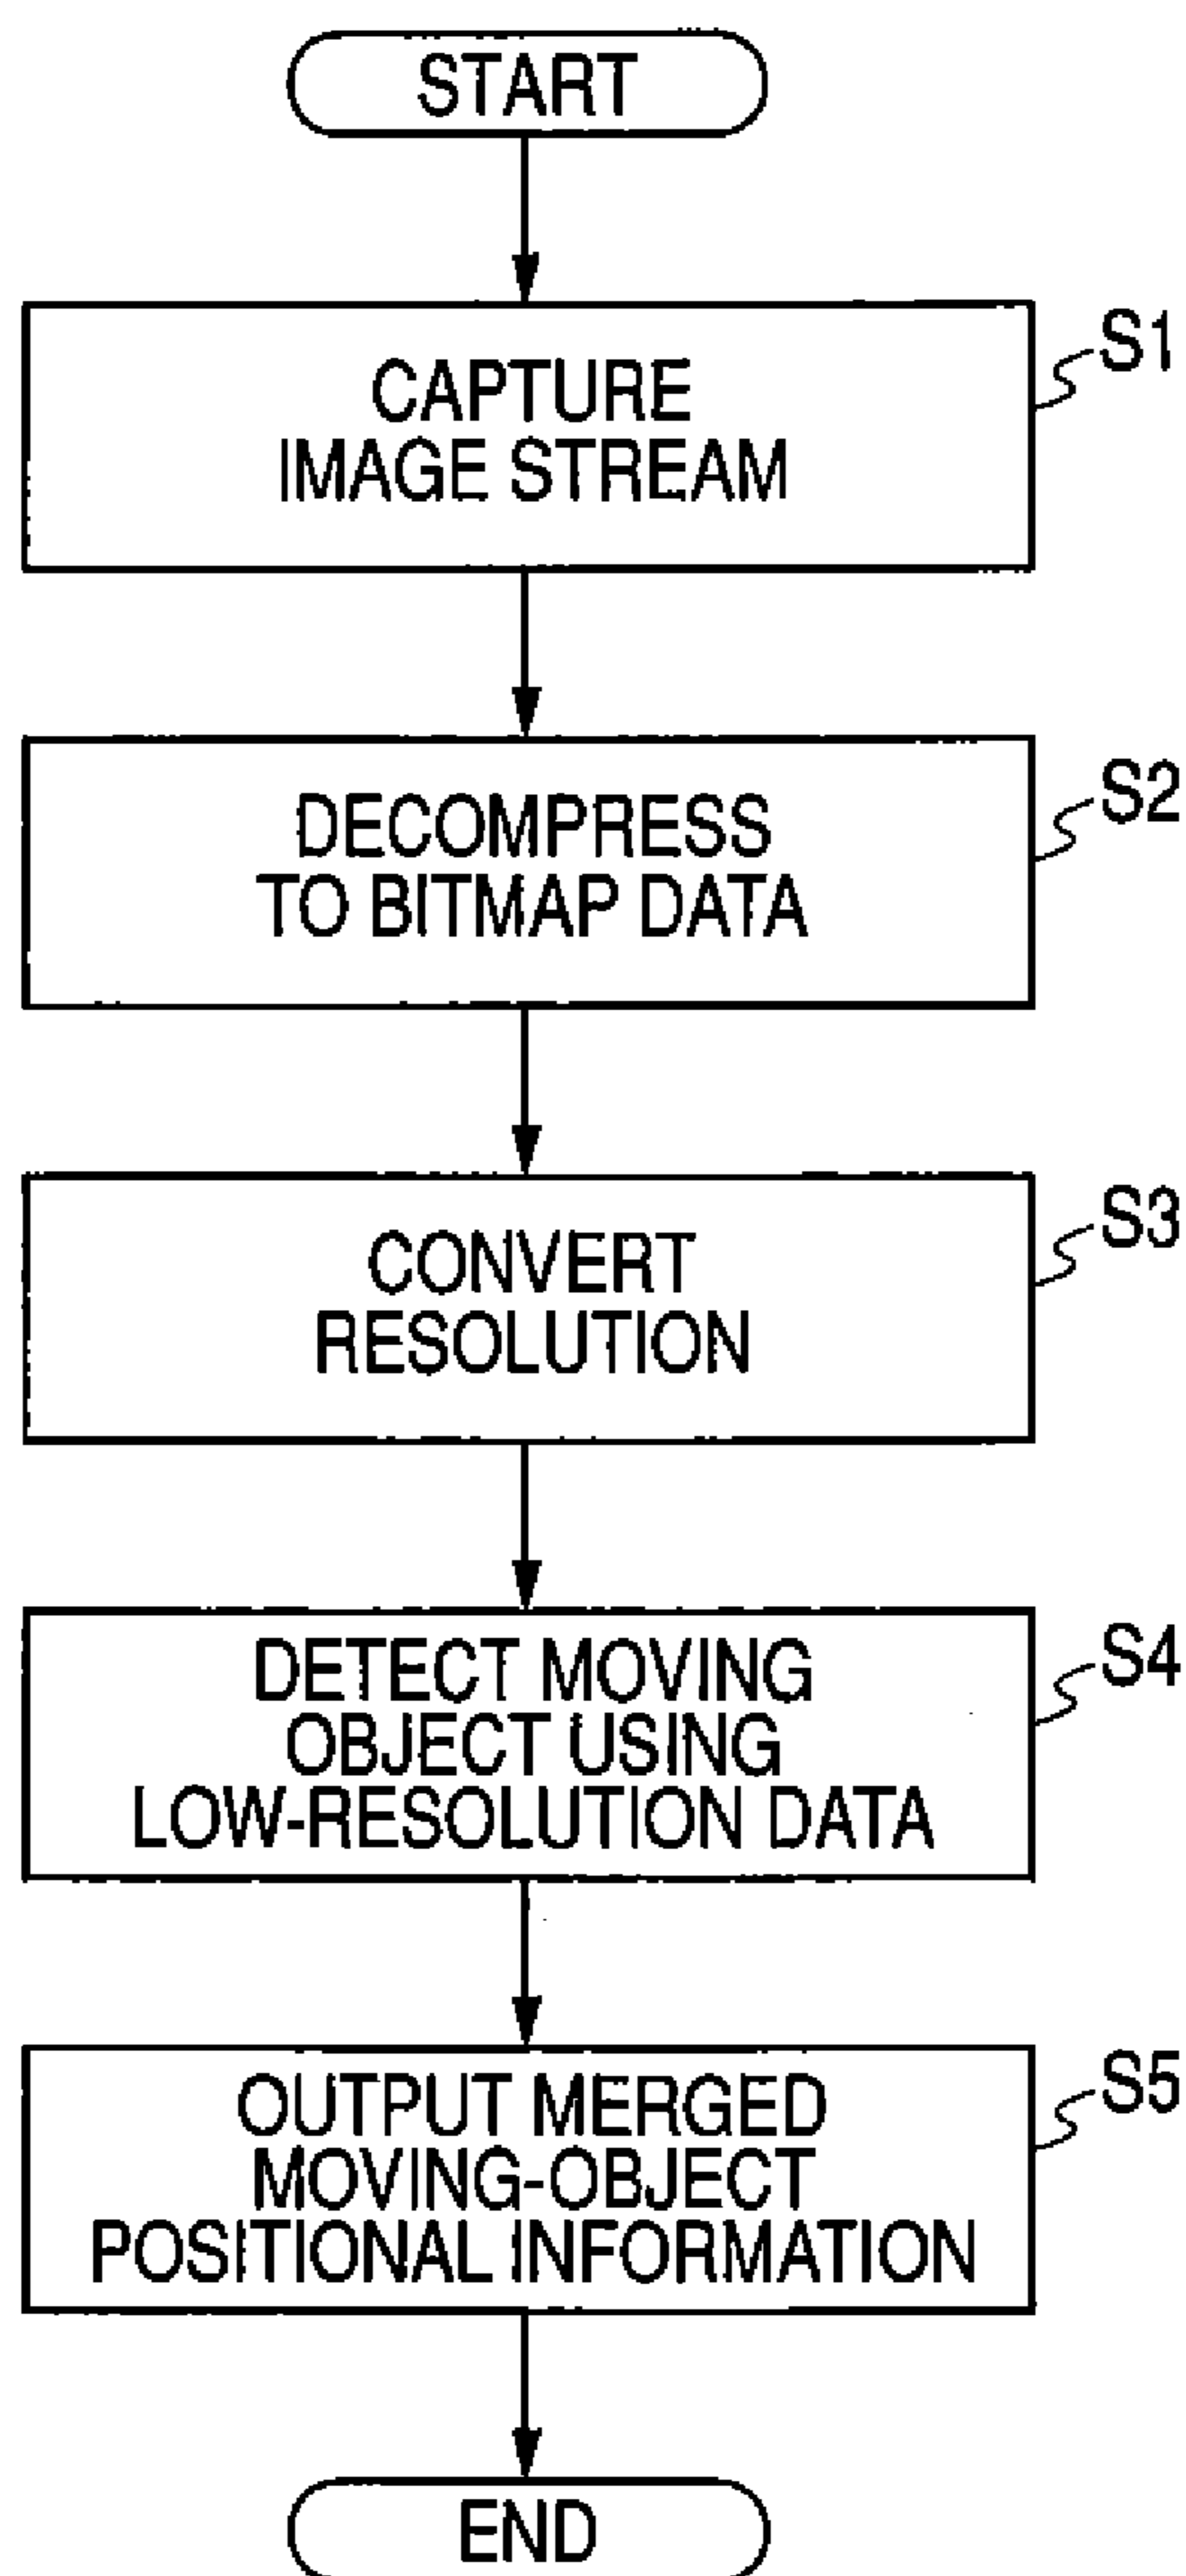 START
CAPTURE
IMAGE STREAM
S1
DECOMPRESS
TO BITMAP DATA
S2
CONVERT
RESOLUTION
S3
DETECT MOVING
OBJECT USING
LOW-RESOLUTION DATA
S4
OUTPUT MERGED
MOVING-OBJECT
POSITIONAL INFORMATION
S5
END